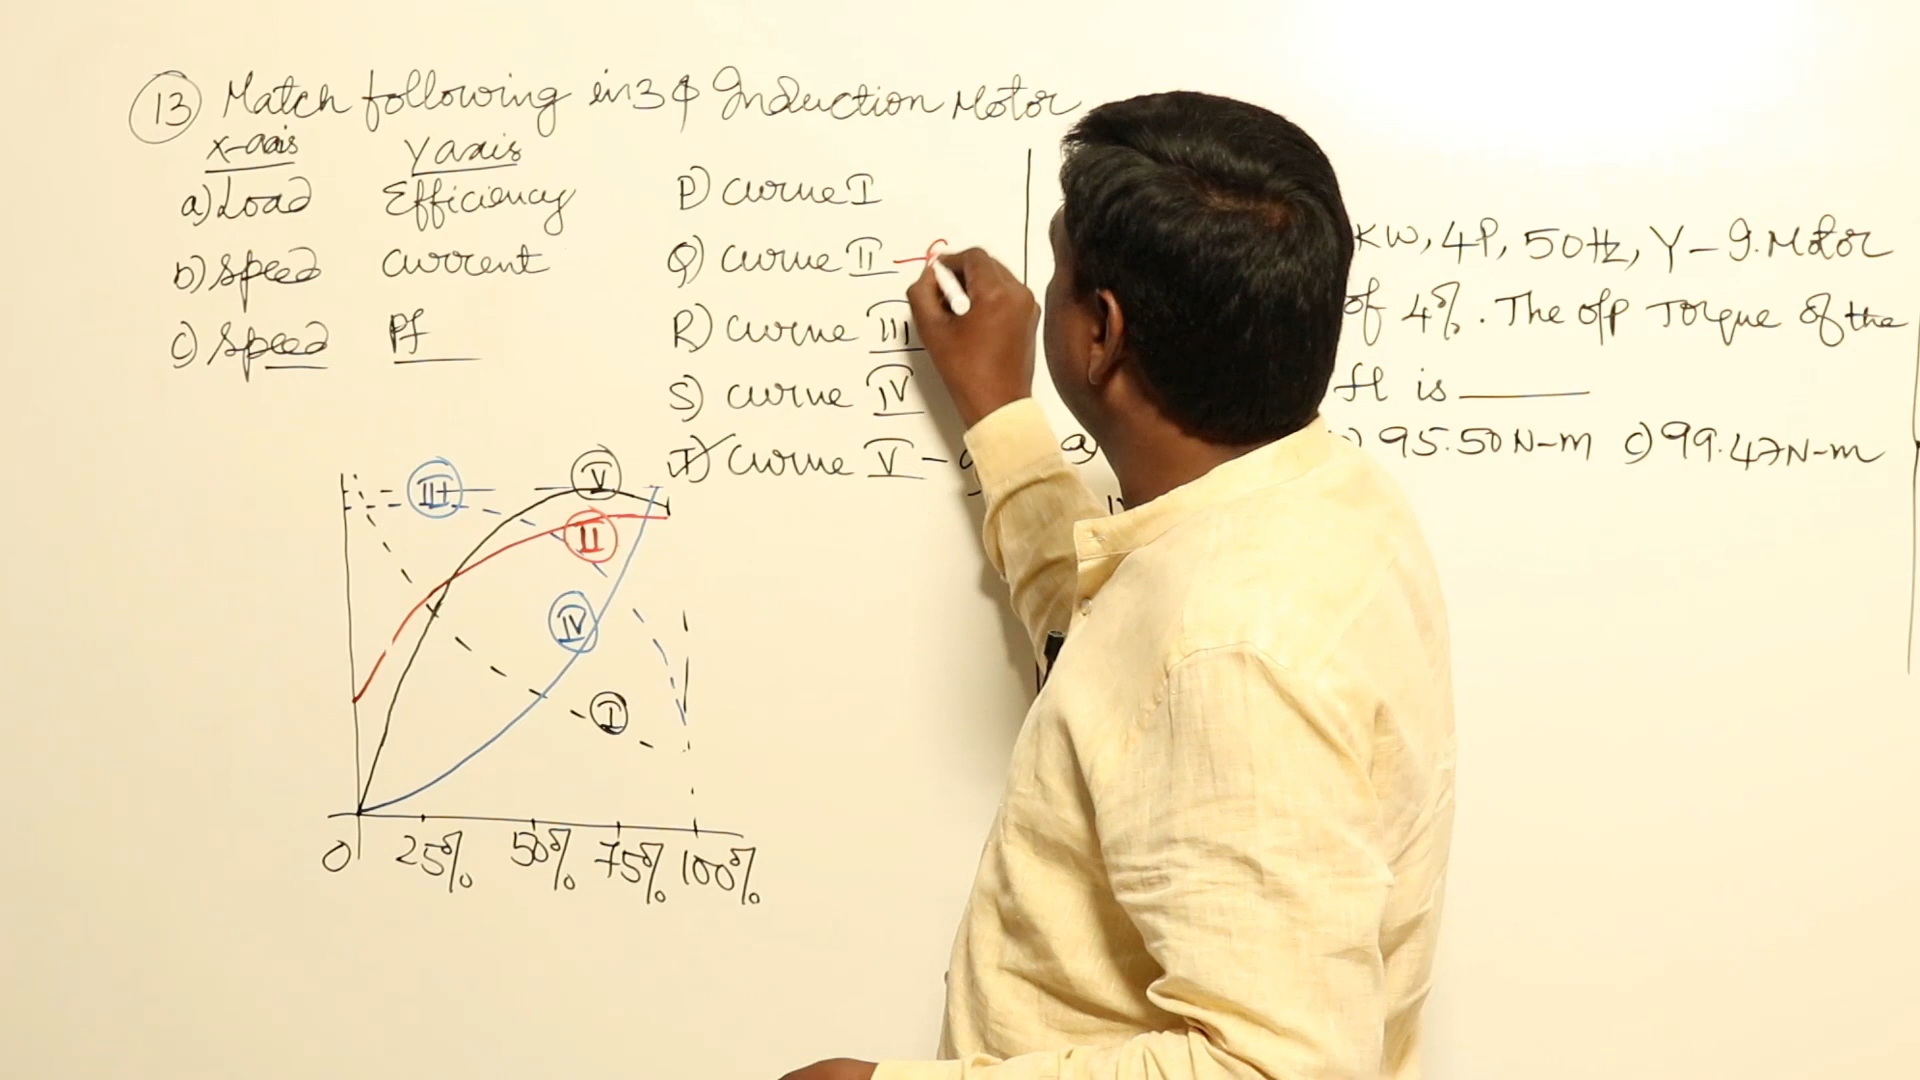 13 Match following in 3ϕ Induction Motor
x-axis Y axis
a) Load Efficiency
b) Speed current
c) Speed Pf
P) curve I
Q) curve II –
R) curve III
S) curve IV
T) curve V – a
KW, 4P, 50Hz, Y – I. Motor
of 4%. The o/p Torque of the
fl is ______
a) 95.50 N-m c) 99.47 N-m
III V
II
IV
I
0 25% 50% 75% 100%